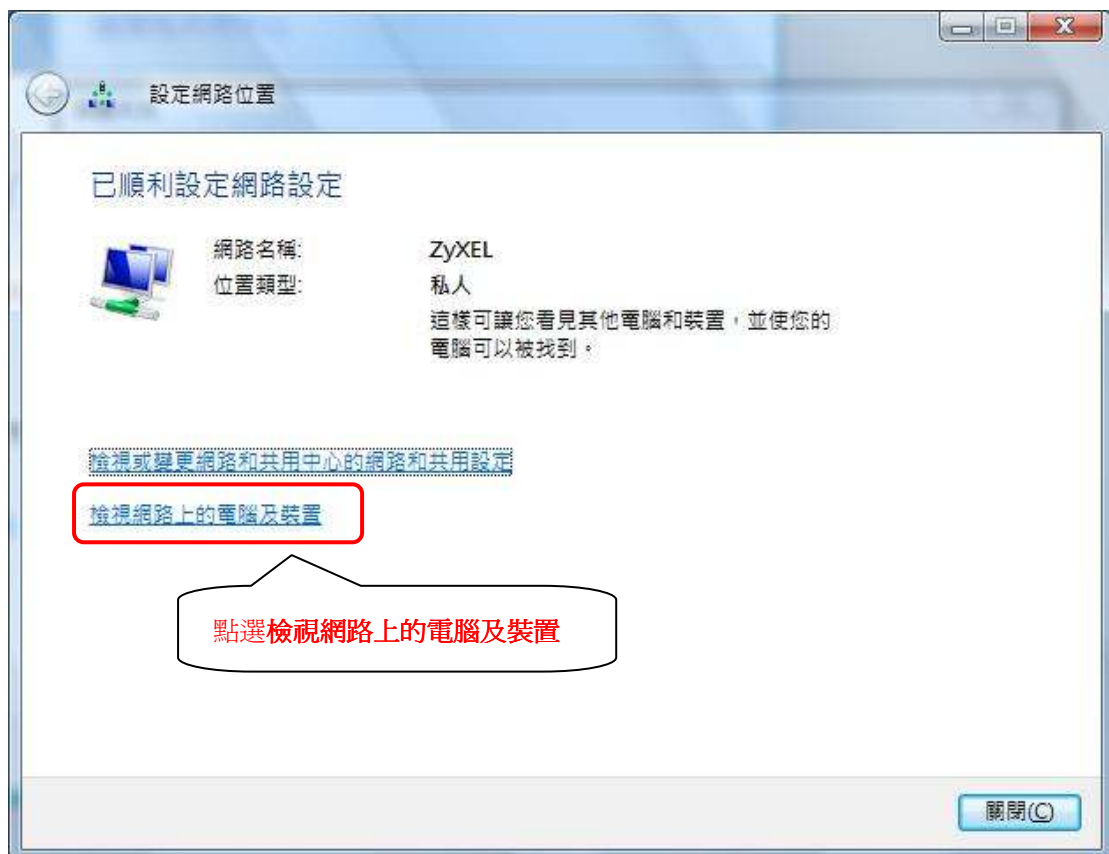 設定網路位置
已順利設定網路設定
網路名稱: ZyXEL
位置類型: 私人
這樣可讓您看見其他電腦和裝置，並使您的
電腦可以被找到。
檢視或變更網路和共用中心的網路和共用設定
檢視網路上的電腦及裝置
點選檢視網路上的電腦及裝置
關閉(C)